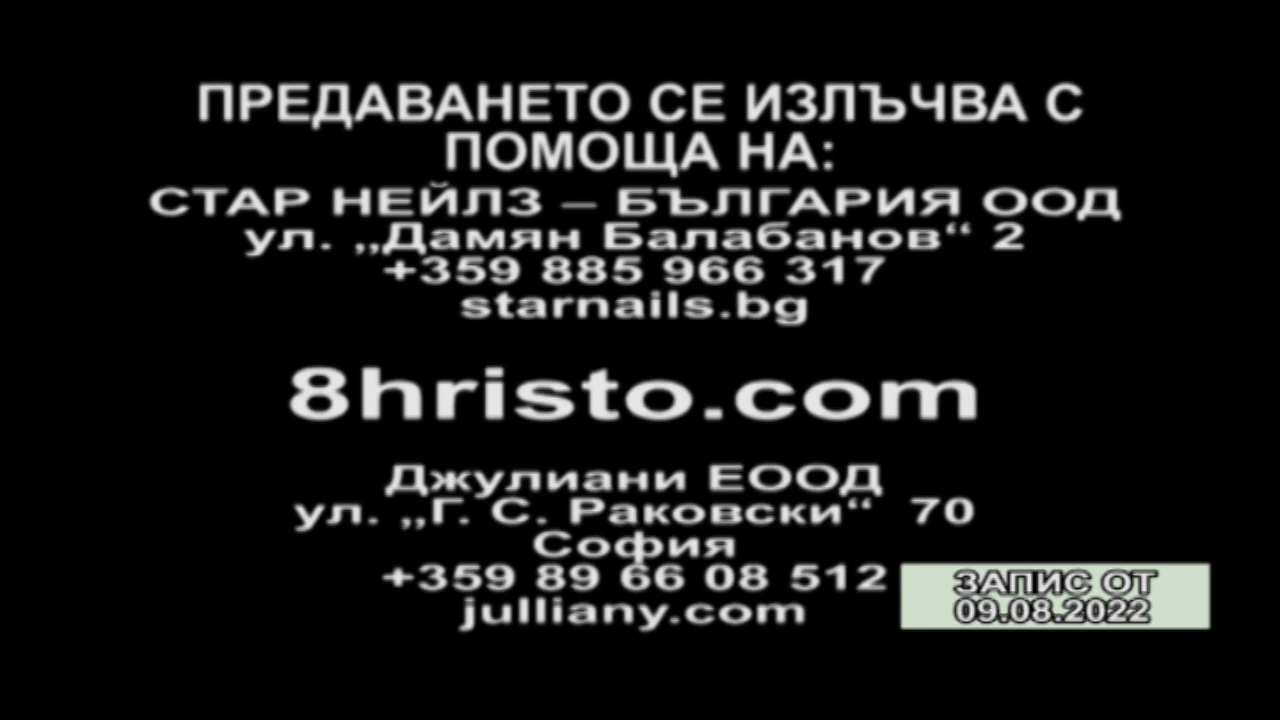 ПРЕДАВАНЕТО СЕ ИЗЛЪЧВА С
ПОМОЩА НА:
СТАР НЕЙЛЗ – БЪЛГАРИЯ ООД
ул. „Дамян Балабанов“ 2
+359 885 966 317
starnails.bg
8hristo.com
Джулиани ЕООД
ул. „Г. С. Раковски“ 70
София
+359 89 66 08 512
julliany.com
ЗАПИС ОТ
09.08.2022